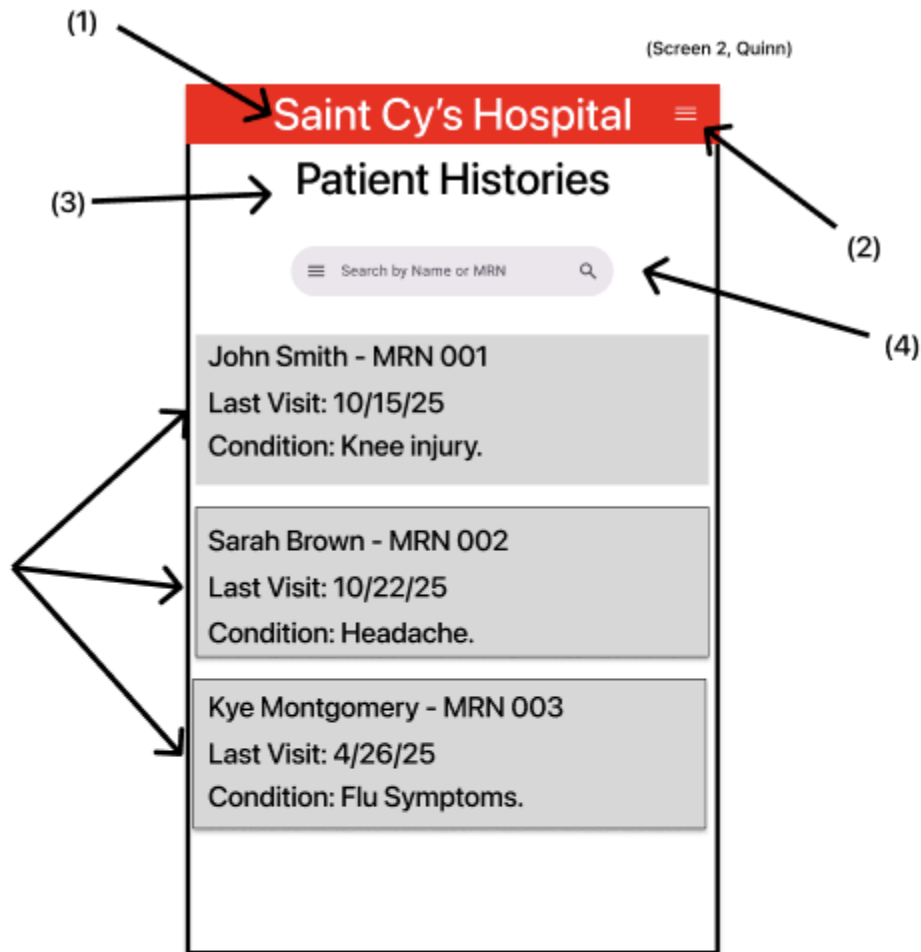 (1)
(Screen 2, Quinn)
Saint Cy's Hospital
Patient Histories
(3)
(2)
Search by Name or MRN
(4)
John Smith - MRN 001
Last Visit: 10/15/25
Condition: Knee injury.
Sarah Brown - MRN 002
Last Visit: 10/22/25
Condition: Headache.
Kye Montgomery - MRN 003
Last Visit: 4/26/25
Condition: Flu Symptoms.